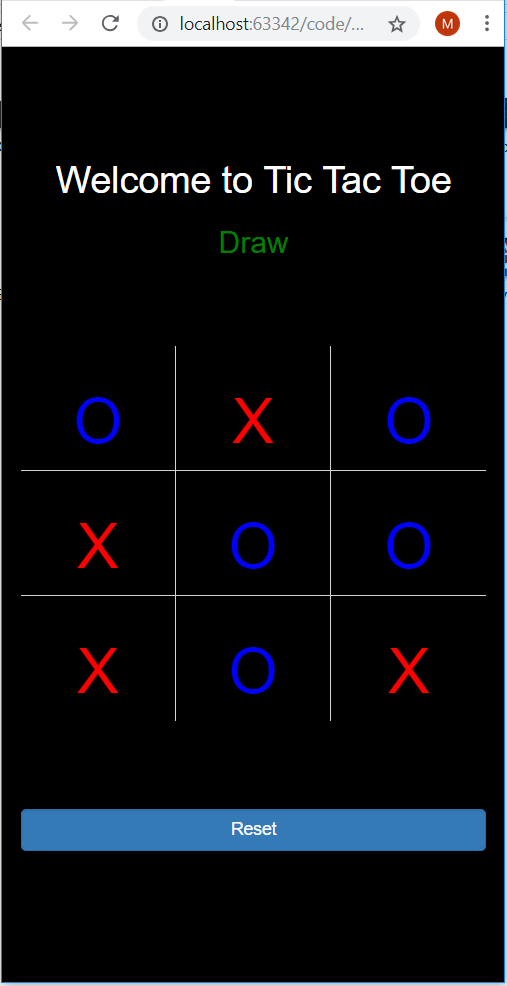 localhost:63342/code/...
M
Welcome to Tic Tac Toe
Draw
O X O
X O O
X O X
Reset